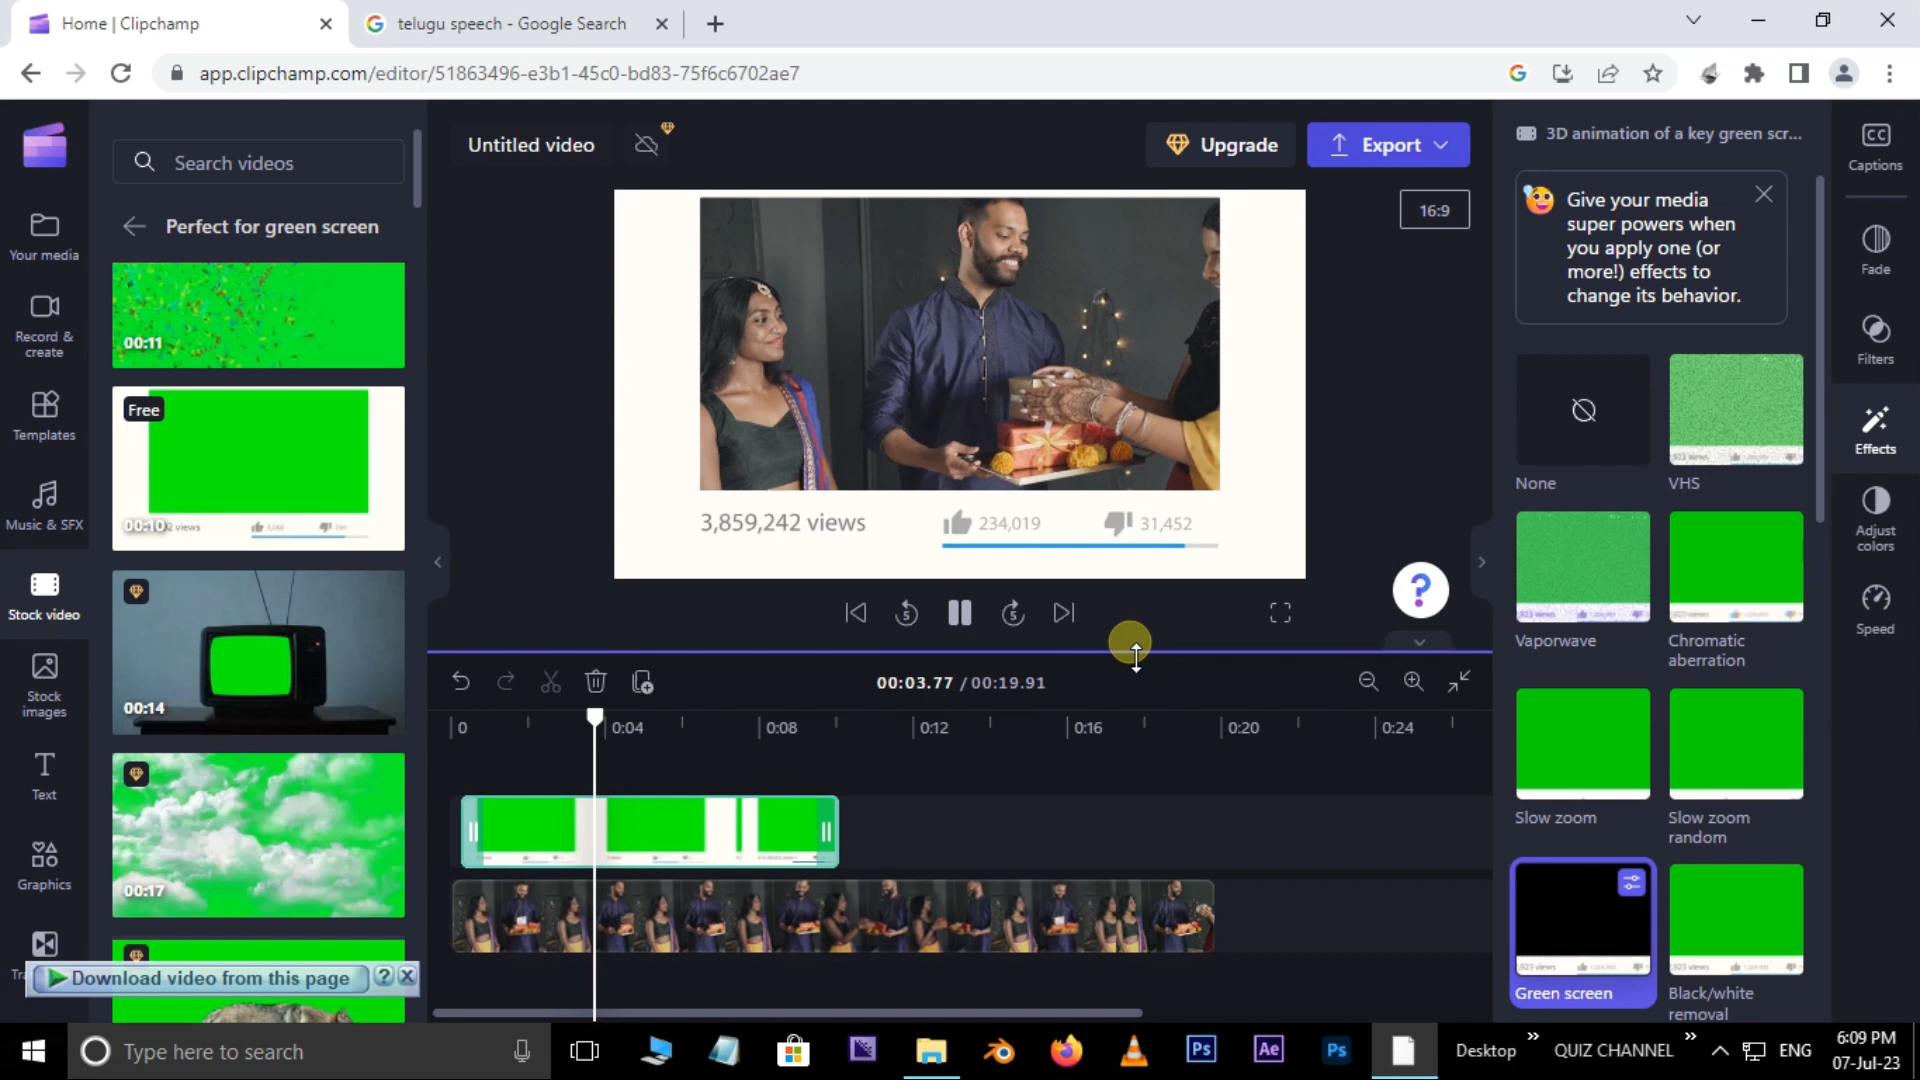 Home | Clipchamp
telugu speech - Google Search
app.clipchamp.com/editor/51863496-e3b1-45c0-bd83-75f6c6702ae7
Your media
Record &
create
Templates
Music & SFX
Stock video
Stock
images
Text
Graphics
Search videos
Perfect for green screen
00:11
Free
00:10
views
00:14
00:17
Download video from this page
?
Untitled video
Upgrade
Export
16:9
3,859,242 views
234,019
31,452
5
5
?
00:03.77 / 00:19.91
0
0:04
0:08
0:12
0:16
0:20
0:24
3D animation of a key green scr...
Give your media
super powers when
you apply one (or
more!) effects to
change its behavior.
None
VHS
Vaporwave
Chromatic
aberration
Slow zoom
Slow zoom
random
Green screen
Black/white
removal
CC
Captions
Fade
Filters
Effects
Adjust
colors
Speed
Type here to search
Ps
Ae
Ps
Desktop
QUIZ CHANNEL
ENG
6:09 PM
07-Jul-23